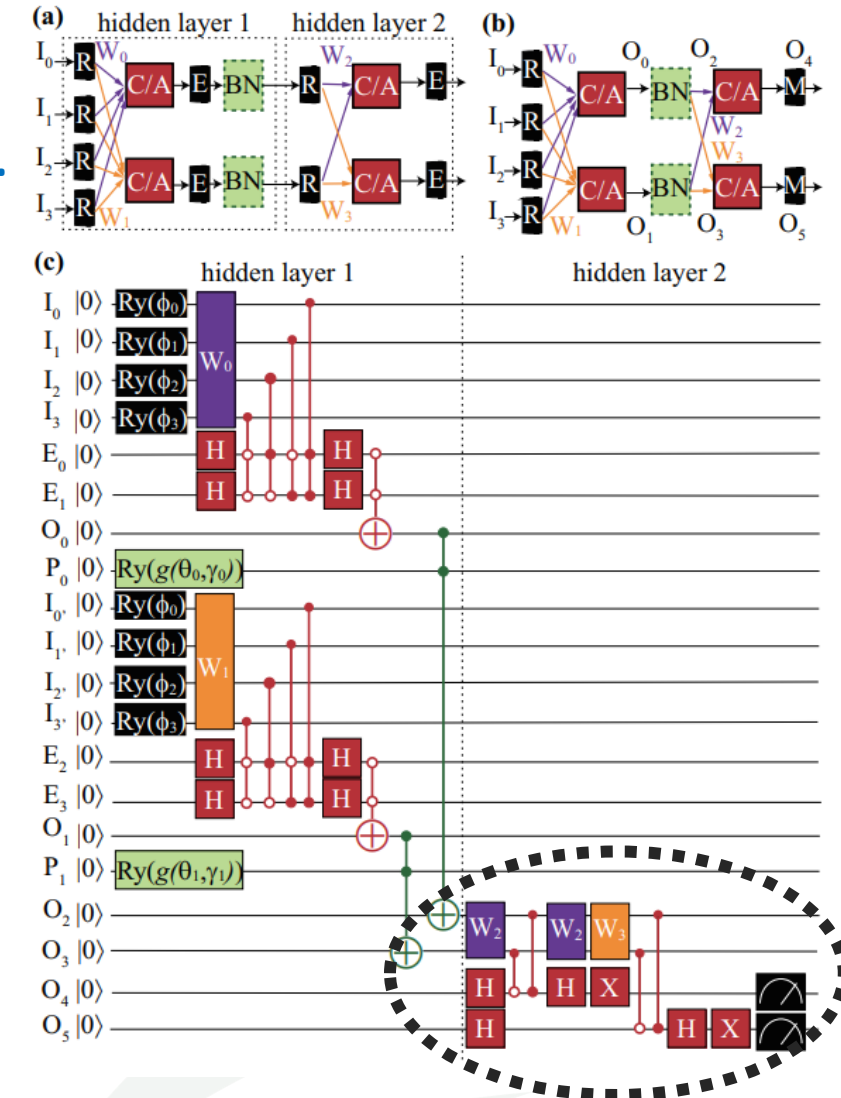 (a)
hidden layer 1
hidden layer 2
(b)
I0 R W0 C/A E BN R W2 C/A E
I1 R
I2 R C/A E BN R C/A E
I3 R W1 W3
I0 R W0 C/A O0 BN O2 C/A O4 M
I1 R W2
I2 R C/A BN W3 C/A M
I3 R W1 O1 O3 O5
(c)
hidden layer 1
hidden layer 2
I0 |0⟩ Ry(ϕ0) W0
I1 |0⟩ Ry(ϕ1)
I2 |0⟩ Ry(ϕ2)
I3 |0⟩ Ry(ϕ3)
E0 |0⟩ H H
E1 |0⟩ H H
O0 |0⟩
P0 |0⟩ Ry(g(θ0,γ0))
I0' |0⟩ Ry(ϕ0) W1
I1' |0⟩ Ry(ϕ1)
I2' |0⟩ Ry(ϕ2)
I3' |0⟩ Ry(ϕ3)
E2 |0⟩ H H
E3 |0⟩ H H
O1 |0⟩
P1 |0⟩ Ry(g(θ1,γ1))
O2 |0⟩ W2 W2 W3
O3 |0⟩
O4 |0⟩ H H X
O5 |0⟩ H H X